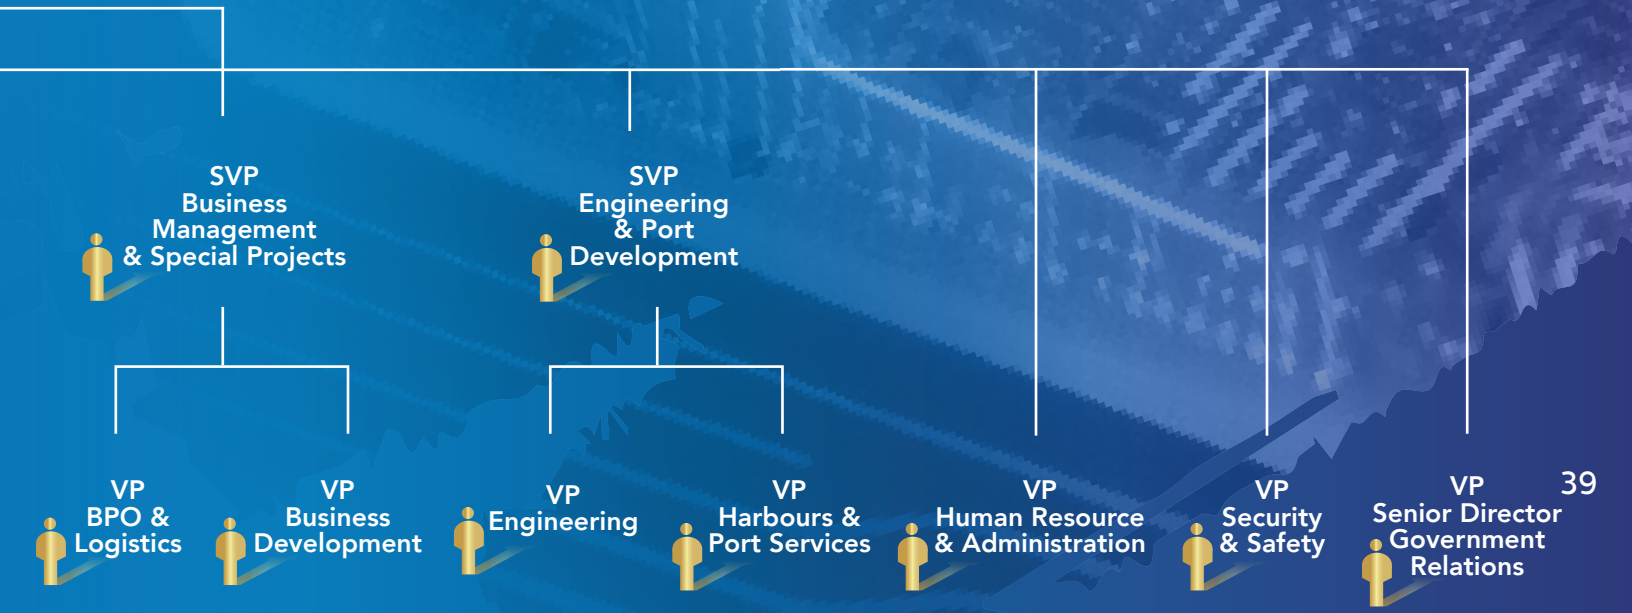 SVP
Business
Management
& Special Projects
SVP
Engineering
& Port
Development
VP
BPO &
Logistics
VP
Business
Development
VP
Engineering
VP
Harbours &
Port Services
VP
Human Resource
& Administration
VP
Security
& Safety
VP
Senior Director
Government
Relations
39